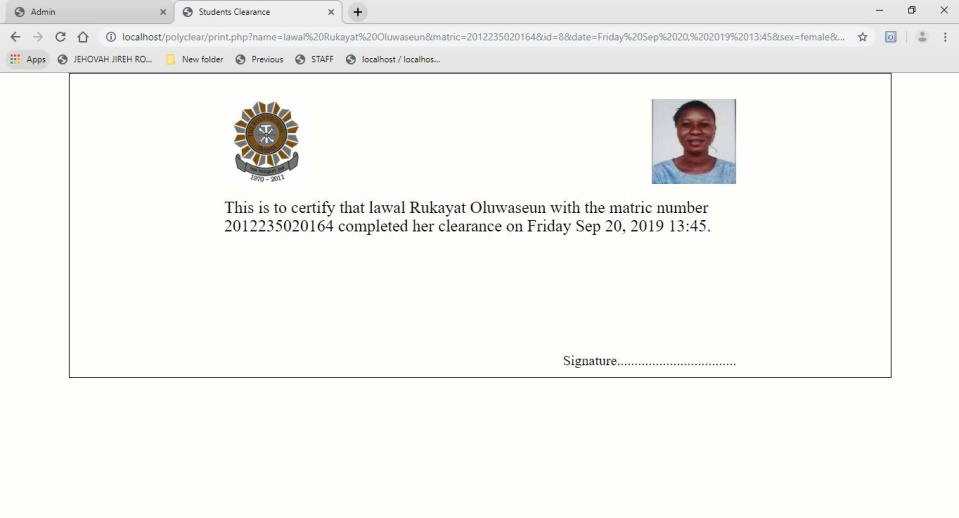 Admin
Students Clearance
localhost/polyclear/print.php?name=lawal%20Rukayat%20Oluwaseun&matric=2012235020164&id=8&date=Friday%20Sep%2020,%202019%2013:45&sex=female&...
Apps
JEHOVAH JIREH RO...
New folder
Previous
STAFF
localhost / localhos...
1970 - 2011
This is to certify that lawal Rukayat Oluwaseun with the matric number
2012235020164 completed her clearance on Friday Sep 20, 2019 13:45.
Signature..................................